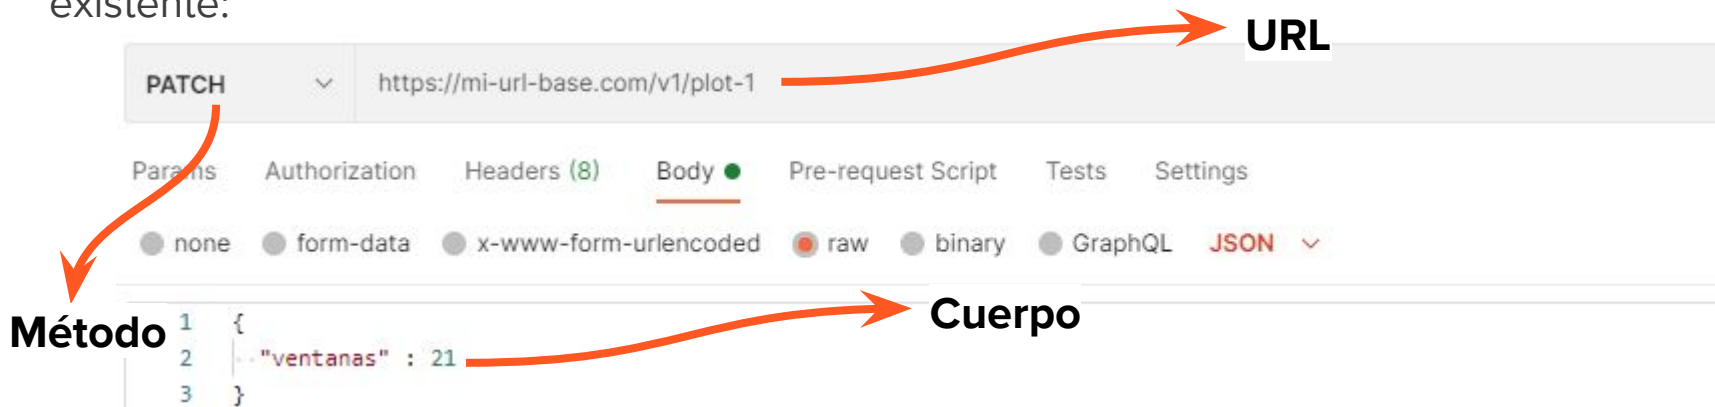 existente:
URL
PATCH https://mi-url-base.com/v1/plot-1
Params Authorization Headers (8) Body Pre-request Script Tests Settings
none form-data x-www-form-urlencoded raw binary GraphQL JSON
Método
Cuerpo
1 {
2 "ventanas" : 21
3 }